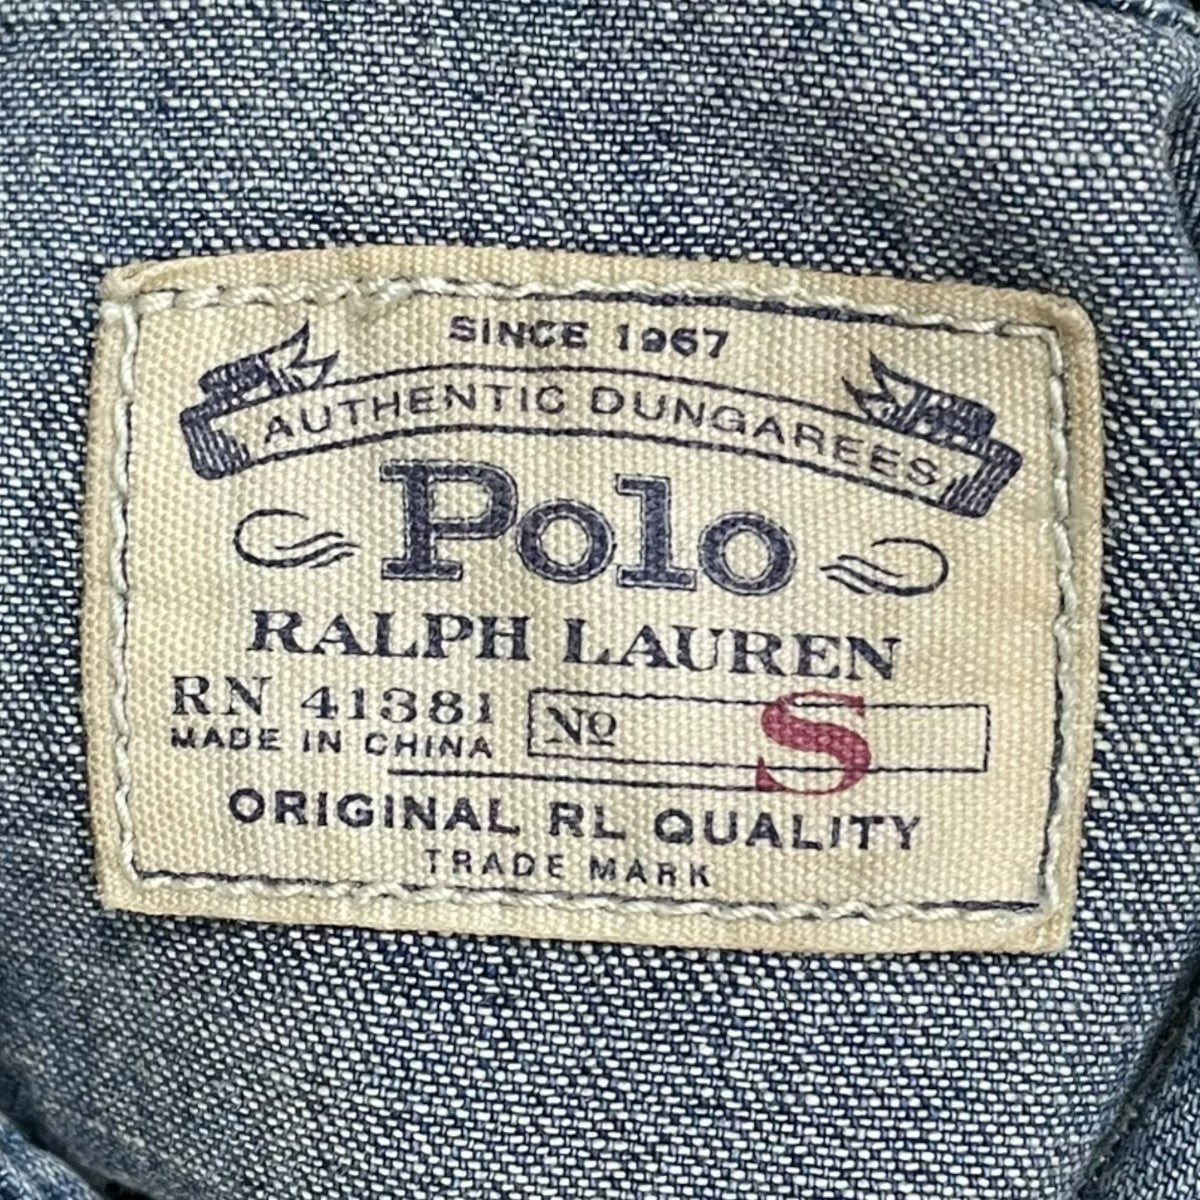 SINCE 1967
AUTHENTIC DUNGAREES
Polo
RALPH LAUREN
RN 41381
MADE IN CHINA
No S
ORIGINAL RL QUALITY
TRADE MARK